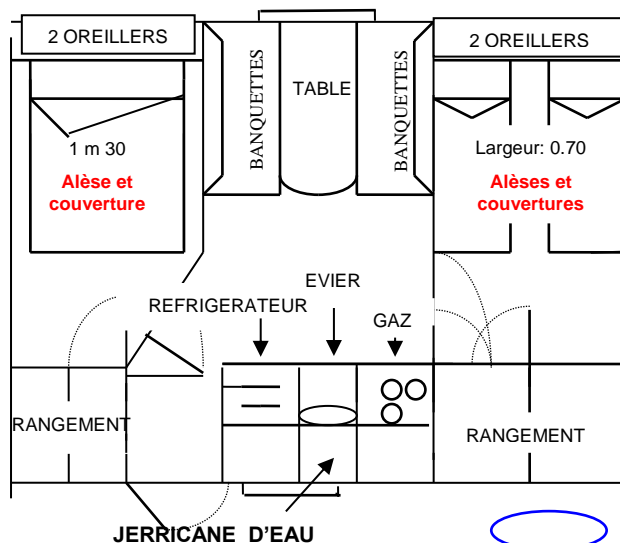 2 OREILLERS
2 OREILLERS
BANQUETTES
TABLE
BANQUETTES
1 m 30
Alèse et
couverture
Largeur: 0.70
Alèses et
couvertures
EVIER
REFRIGERATEUR
GAZ
RANGEMENT
RANGEMENT
JERRICANE D'EAU